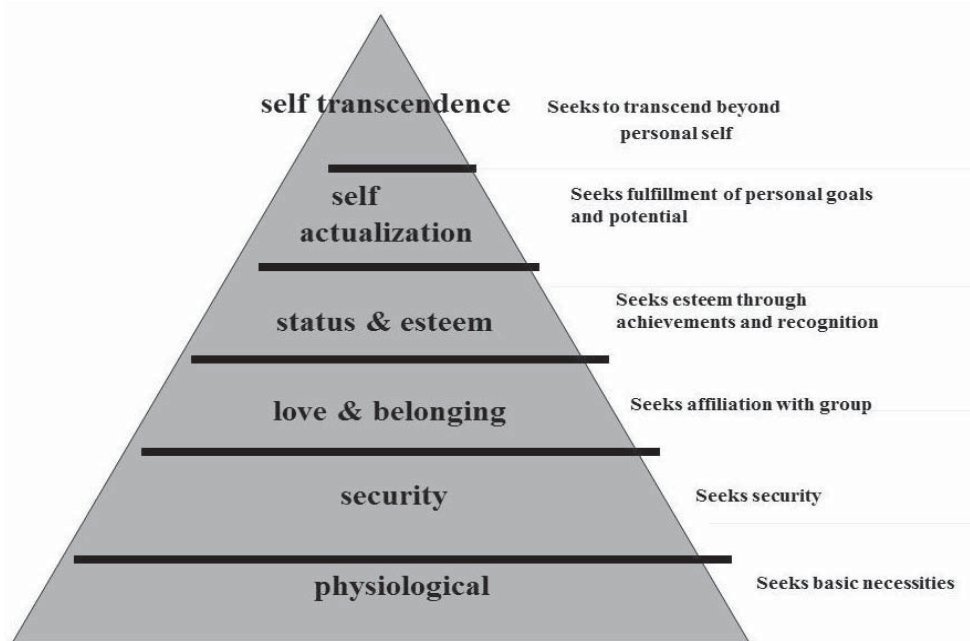 self transcendence
Seeks to transcend beyond
personal self
self
actualization
Seeks fulfillment of personal goals
and potential
status & esteem
Seeks esteem through
achievements and recognition
love & belonging
Seeks affiliation with group
security
Seeks security
physiological
Seeks basic necessities